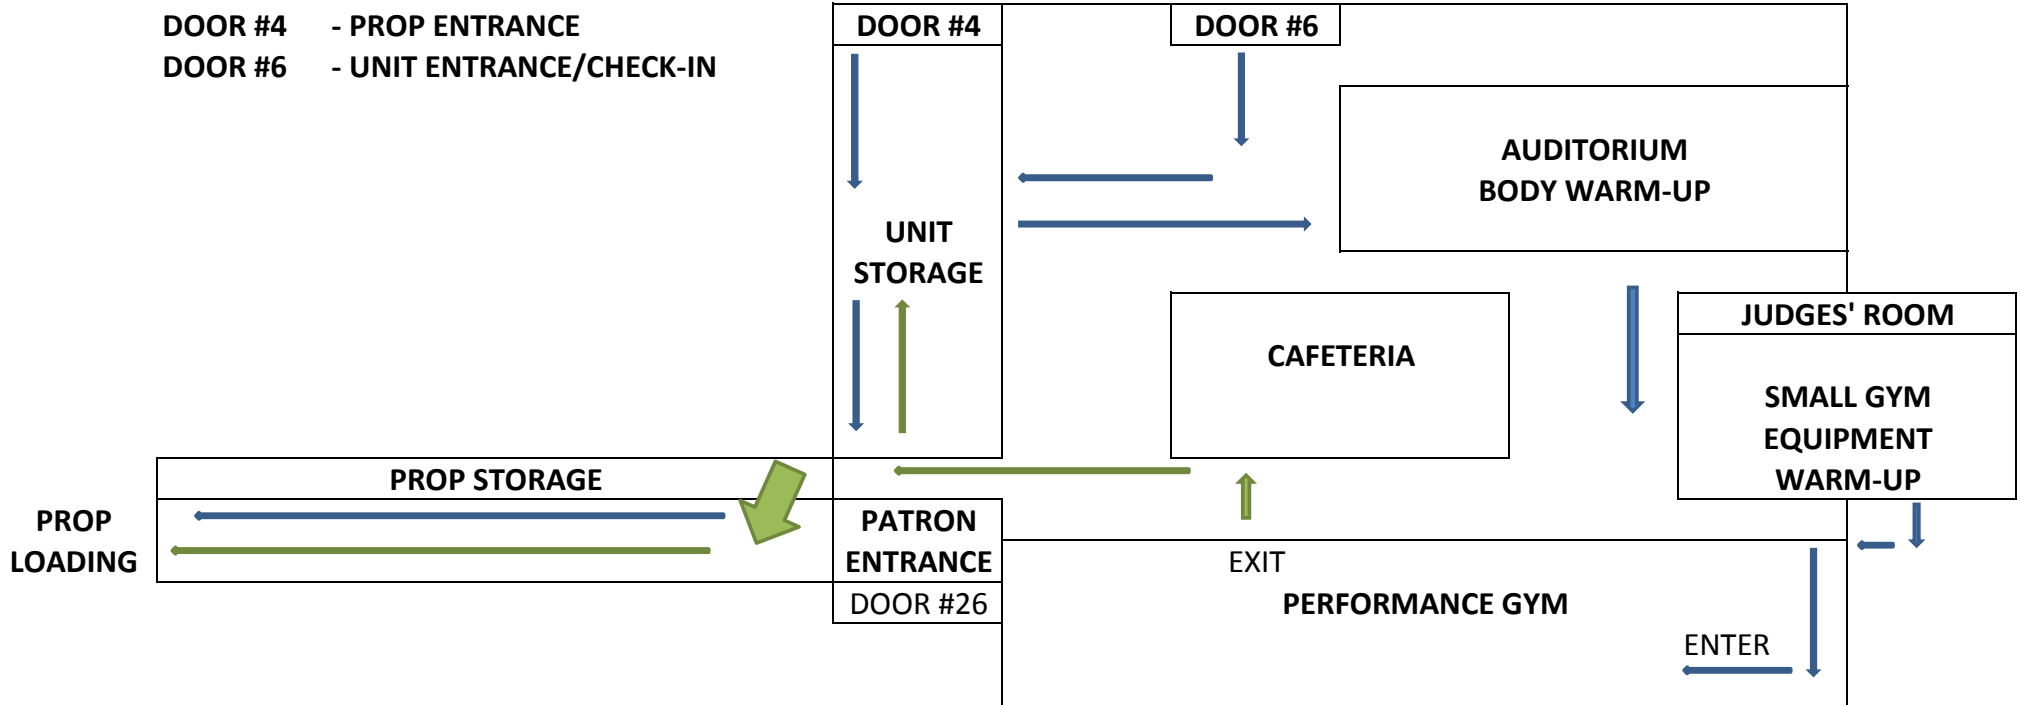 DOOR #4 - PROP ENTRANCE
DOOR #6 - UNIT ENTRANCE/CHECK-IN
DOOR #4
DOOR #6
AUDITORIUM
BODY WARM-UP
UNIT
STORAGE
JUDGES' ROOM
CAFETERIA
SMALL GYM
EQUIPMENT
WARM-UP
PROP STORAGE
PROP
LOADING
PATRON
ENTRANCE
DOOR #26
EXIT
PERFORMANCE GYM
ENTER